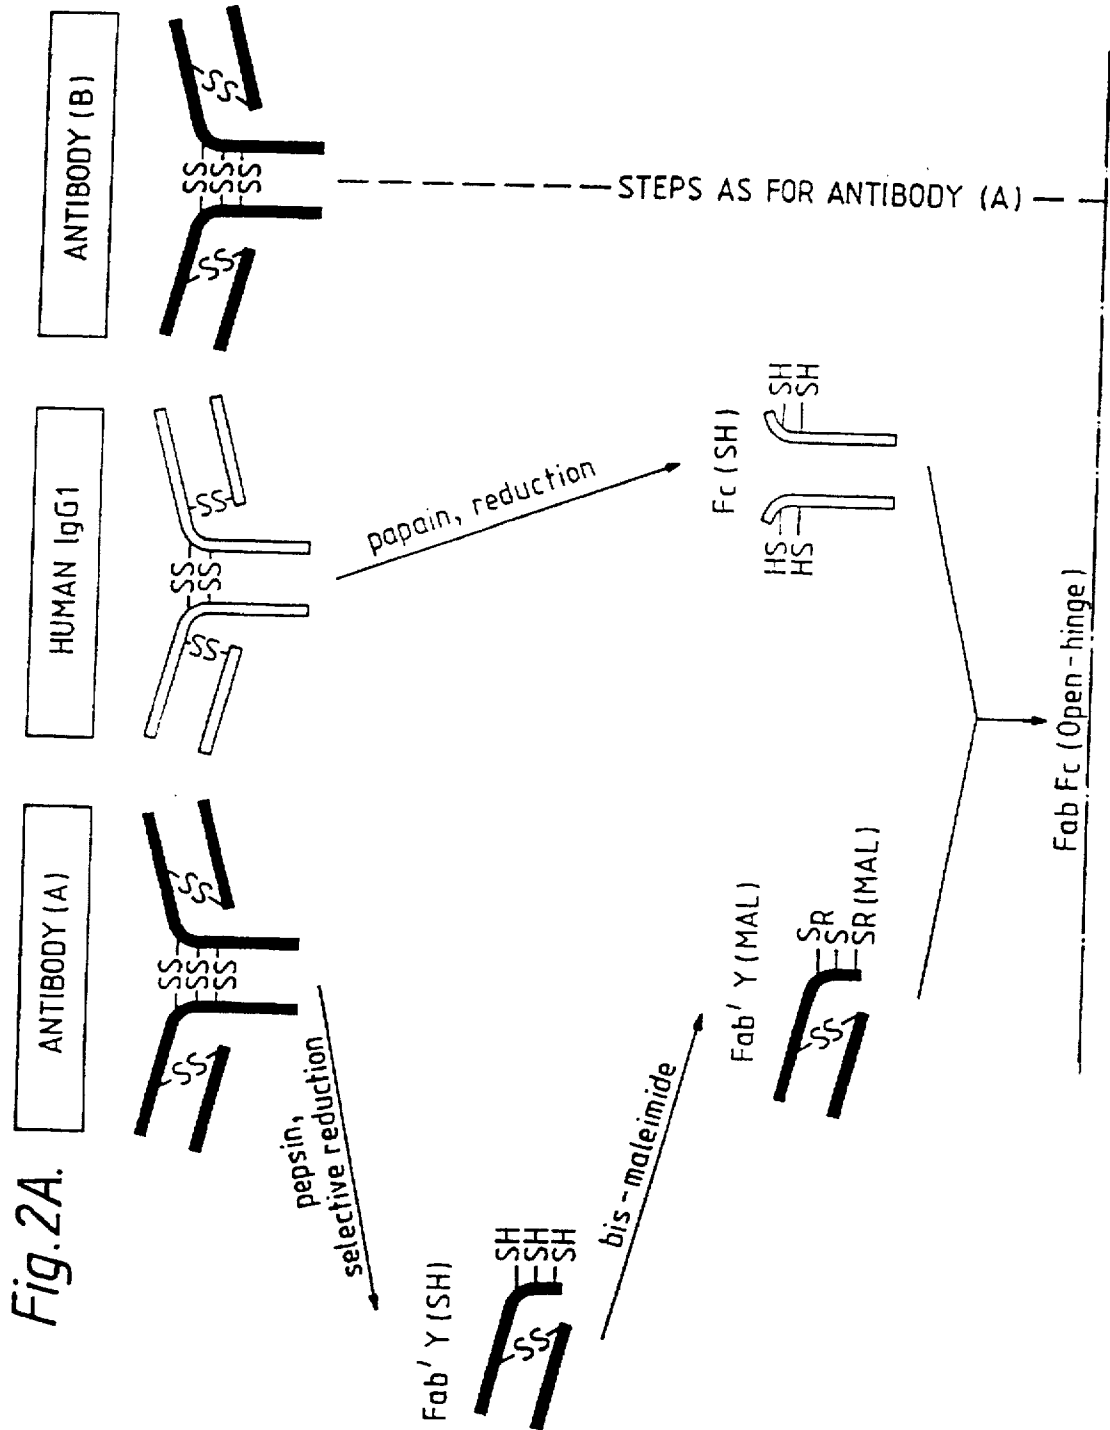 Fig.2A.
ANTIBODY (A)
HUMAN IgG1
ANTIBODY (B)
SS
SS
SS
SS
SS
SS
SS
SS
SS
SS
SS
SS
SS
SS
pepsin,
selective reduction
papain, reduction
STEPS AS FOR ANTIBODY (A)
Fab' Y (SH)
SS
SH
SH
SH
bis-maleimide
Fab' Y (MAL)
SS
S
R
S
SR(MAL)
Fc (SH)
HS
HS
SH
SH
Fab Fc (Open-hinge)